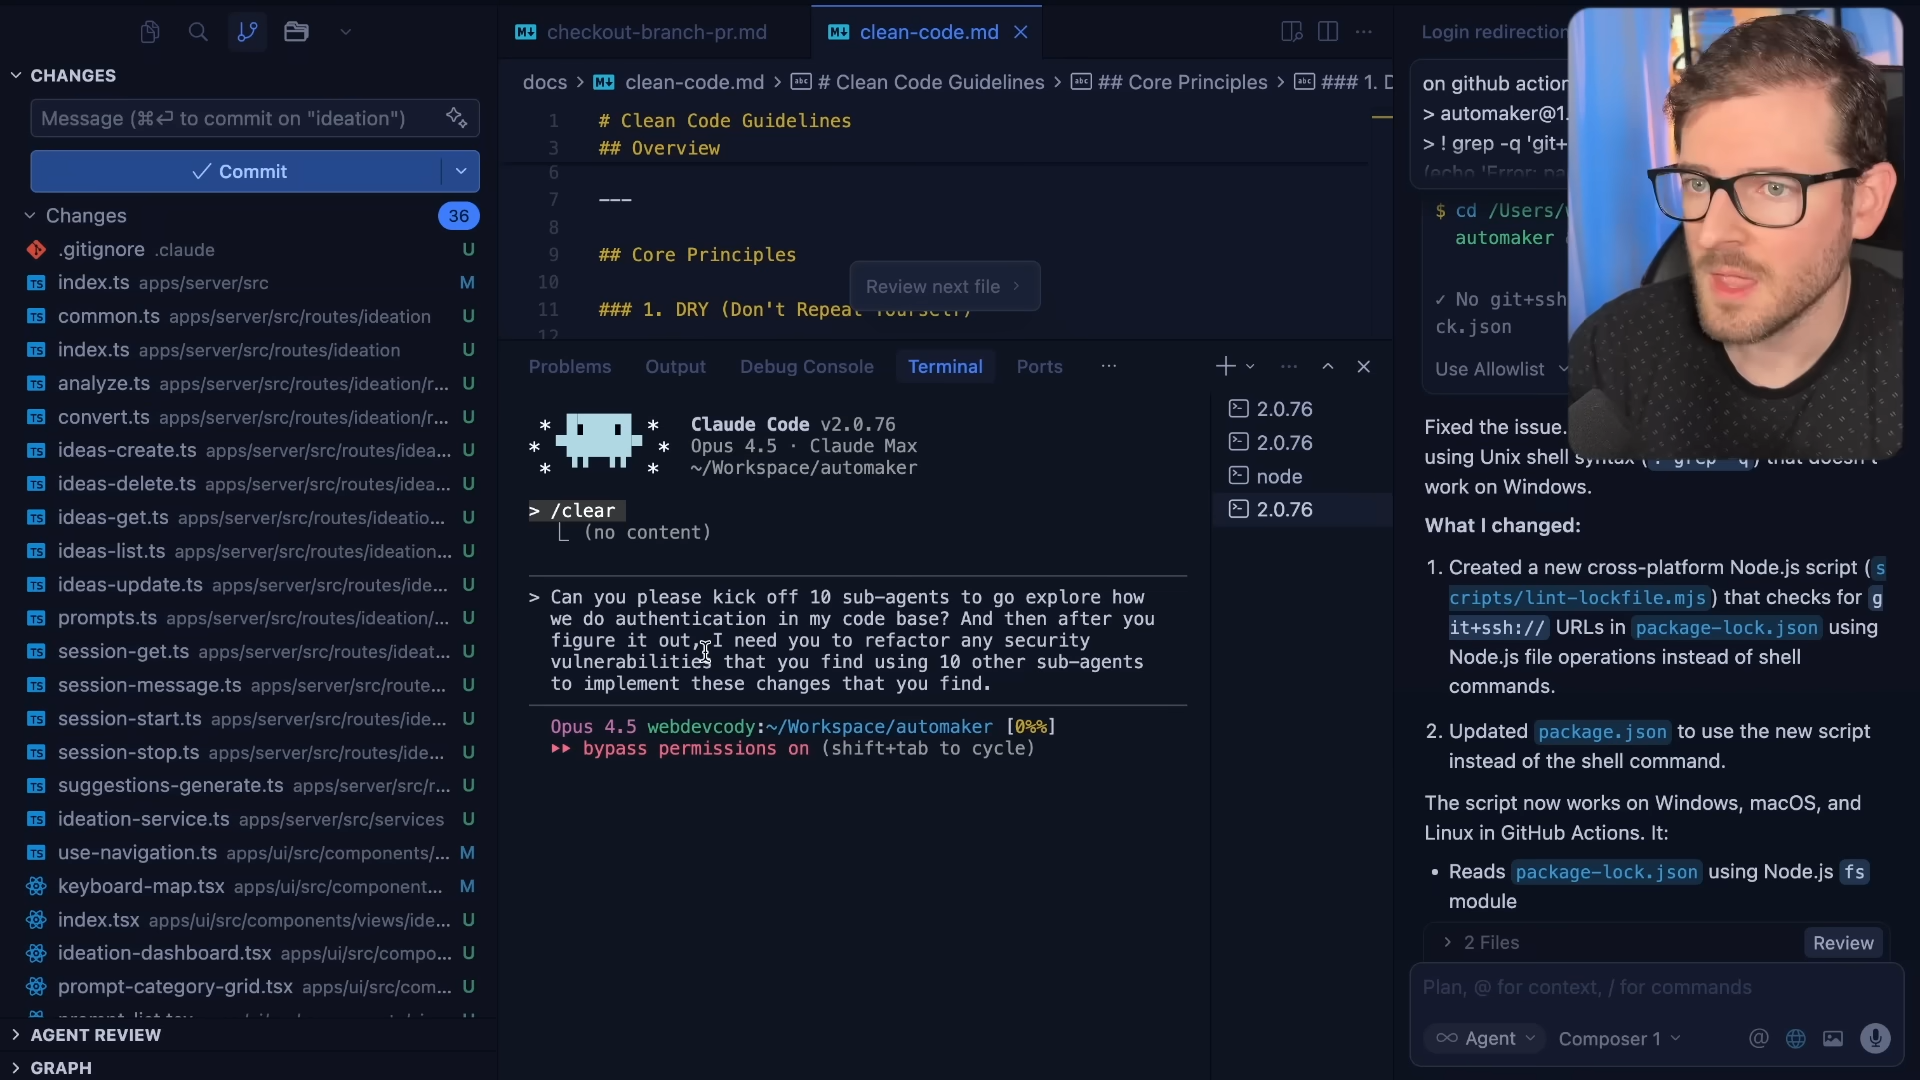 CHANGES
Message (⌘⏎ to commit on "ideation")
Commit
Changes
36
.gitignore .claude U
index.ts apps/server/src M
common.ts apps/server/src/routes/ideation U
index.ts apps/server/src/routes/ideation U
analyze.ts apps/server/src/routes/ideation/r... U
convert.ts apps/server/src/routes/ideation/r... U
ideas-create.ts apps/server/src/routes/idea... U
ideas-delete.ts apps/server/src/routes/idea... U
ideas-get.ts apps/server/src/routes/ideatio... U
ideas-list.ts apps/server/src/routes/ideation... U
ideas-update.ts apps/server/src/routes/ide... U
prompts.ts apps/server/src/routes/ideation... U
session-get.ts apps/server/src/routes/ideat... U
session-message.ts apps/server/src/route... U
session-start.ts apps/server/src/routes/ide... U
session-stop.ts apps/server/src/routes/ide... U
suggestions-generate.ts apps/server/src/r... U
ideation-service.ts apps/server/src/services U
use-navigation.ts apps/ui/src/components/... M
keyboard-map.tsx apps/ui/src/component... M
index.tsx apps/ui/src/components/views/ide... U
ideation-dashboard.tsx apps/ui/src/compo... U
prompt-category-grid.tsx apps/ui/src/com... U
AGENT REVIEW
GRAPH
checkout-branch-pr.md
clean-code.md
docs > clean-code.md > # Clean Code Guidelines > ## Core Principles > ### 1. D
1 # Clean Code Guidelines
3 ## Overview
6
7 ---
8
9 ## Core Principles
10
11 ### 1. DRY (Don't Repeat Yourself)
12
Review next file
Problems Output Debug Console Terminal Ports
Claude Code v2.0.76
Opus 4.5 · Claude Max
~/Workspace/automaker
> /clear
(no content)
> Can you please kick off 10 sub-agents to go explore how
we do authentication in my code base? And then after you
figure it out, I need you to refactor any security
vulnerabilities that you find using 10 other sub-agents
to implement these changes that you find.
Opus 4.5 webdevcody:~/Workspace/automaker [0%%]
bypass permissions on (shift+tab to cycle)
2.0.76
2.0.76
node
2.0.76
Login redirection
on github action
> automaker@1.
> ! grep -q 'git+
$ cd /Users/
automaker
✓ No git+ssh
ck.json
Use Allowlist
Fixed the issue.
using Unix shell syntax (! grep -q) that doesn't
work on Windows.
What I changed:
1. Created a new cross-platform Node.js script (s
cripts/lint-lockfile.mjs) that checks for g
it+ssh:// URLs in package-lock.json using
Node.js file operations instead of shell
commands.
2. Updated package.json to use the new script
instead of the shell command.
The script now works on Windows, macOS, and
Linux in GitHub Actions. It:
• Reads package-lock.json using Node.js fs
module
2 Files
Review
Plan, @ for context, / for commands
Agent
Composer 1